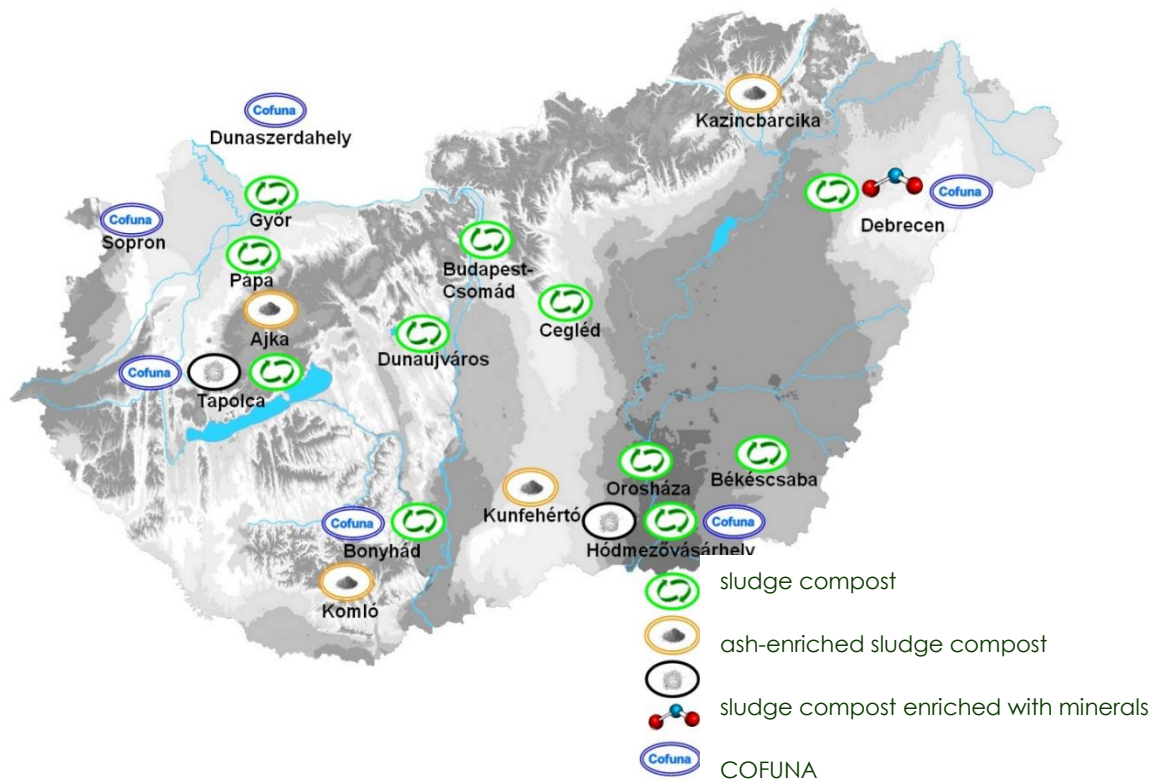 Cofuna
Dunaszerdahely
Kazincbarcika
Győr
Cofuna
Sopron
Cofuna
Debrecen
Pápa
Budapest-
Csomád
Cegléd
Ajka
Dunaújváros
Cofuna
Tapolca
Orosháza
Békéscsaba
Kunfehértó
Cofuna
Bonyhád
Cofuna
Hódmezővásárhely
Komló
sludge compost
ash-enriched sludge compost
sludge compost enriched with minerals
Cofuna
COFUNA